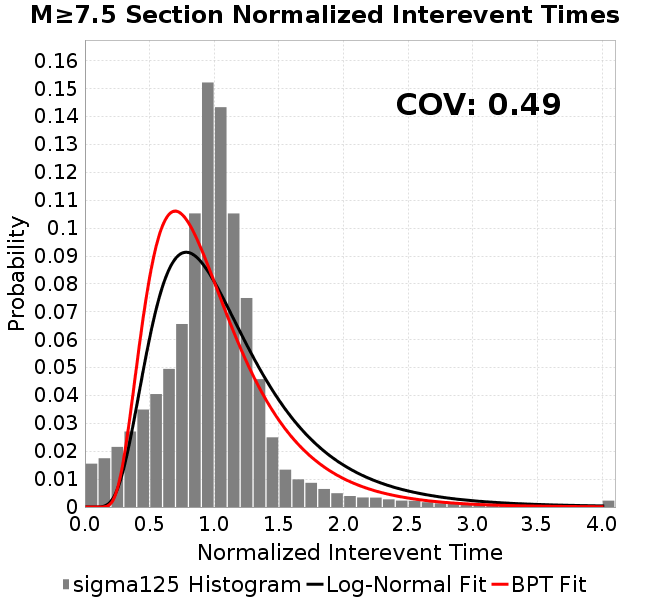 M≥7.5 Section Normalized Interevent Times
COV: 0.49
Probability
0.16
0.15
0.14
0.13
0.12
0.11
0.1
0.09
0.08
0.07
0.06
0.05
0.04
0.03
0.02
0.01
0
0.0 0.5 1.0 1.5 2.0 2.5 3.0 3.5 4.0
Normalized Interevent Time
sigma125 Histogram Log-Normal Fit BPT Fit